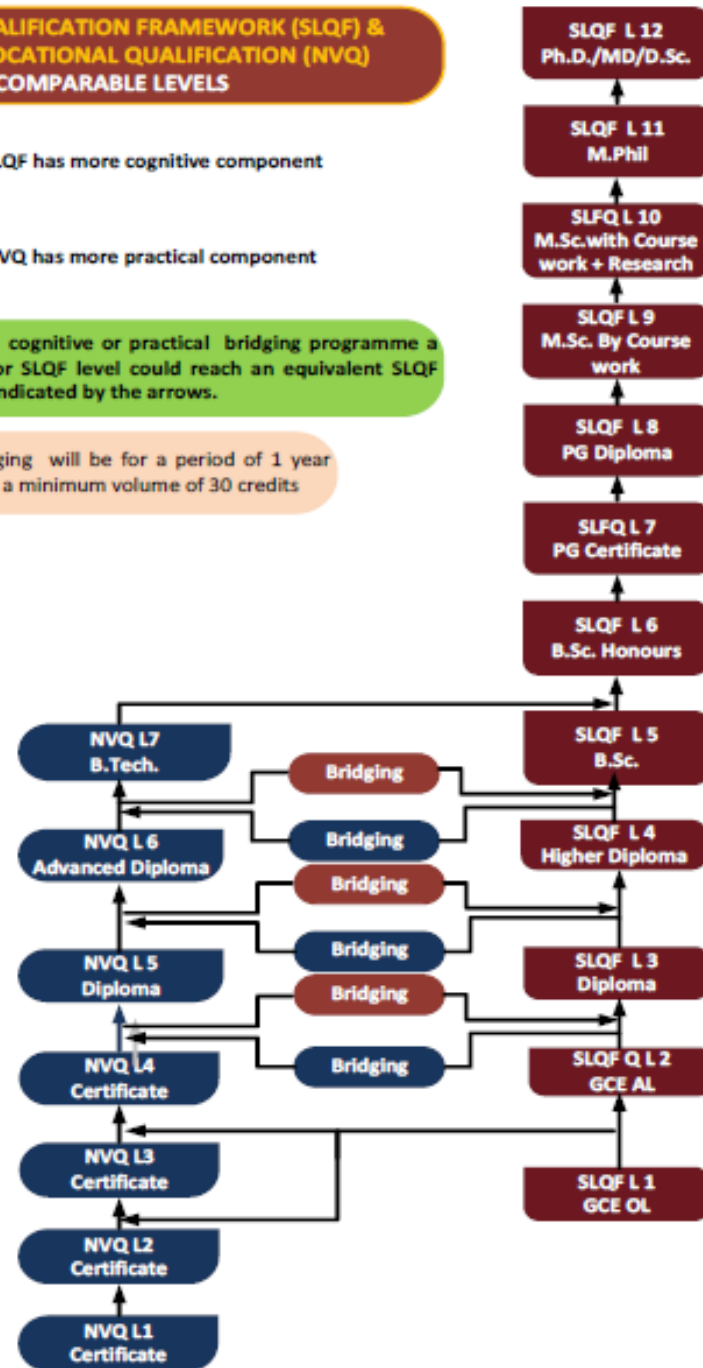 ALIFICATION FRAMEWORK (SLQF) &
OCATIONAL QUALIFICATION (NVQ)
COMPARABLE LEVELS
LQF has more cognitive component
VQ has more practical component
cognitive or practical bridging programme a
or SLQF level could reach an equivalent SLQF
ndicated by the arrows.
ging will be for a period of 1 year
a minimum volume of 30 credits
SLQF L 12
Ph.D./MD/D.Sc.
SLQF L 11
M.Phil
SLFQ L 10
M.Sc.with Course
work + Research
SLQF L 9
M.Sc. By Course
work
SLQF L 8
PG Diploma
SLFQ L 7
PG Certificate
SLQF L 6
B.Sc. Honours
SLQF L 5
B.Sc.
SLQF L 4
Higher Diploma
SLQF L 3
Diploma
SLQF Q L 2
GCE AL
SLQF L 1
GCE OL
NVQ L7
B.Tech.
NVQ L 6
Advanced Diploma
NVQ L 5
Diploma
NVQ L4
Certificate
NVQ L3
Certificate
NVQ L2
Certificate
NVQ L1
Certificate
Bridging
Bridging
Bridging
Bridging
Bridging
Bridging